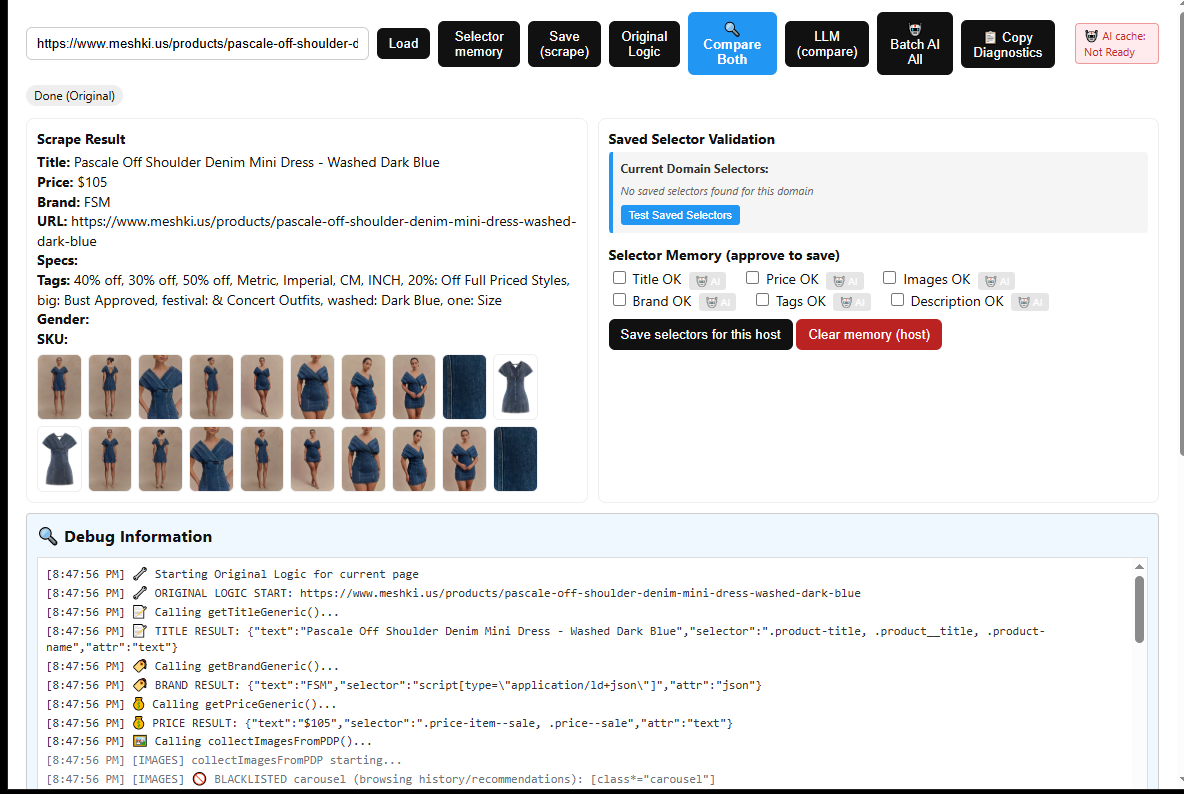 https://www.meshki.us/products/pascale-off-shoulder-d
Load
Selector
memory
Save
(scrape)
Original
Logic
Compare
Both
LLM
(compare)
Batch AI
All
Copy
Diagnostics
AI cache:
Not Ready
Done (Original)
Scrape Result
Title: Pascale Off Shoulder Denim Mini Dress - Washed Dark Blue
Price: $105
Brand: FSM
URL: https://www.meshki.us/products/pascale-off-shoulder-denim-mini-dress-washed-
dark-blue
Specs:
Tags: 40% off, 30% off, 50% off, Metric, Imperial, CM, INCH, 20%: Off Full Priced Styles,
big: Bust Approved, festival: & Concert Outfits, washed: Dark Blue, one: Size
Gender:
SKU:
Saved Selector Validation
Current Domain Selectors:
No saved selectors found for this domain
Test Saved Selectors
Selector Memory (approve to save)
Title OK AI Price OK AI Images OK AI
Brand OK AI Tags OK AI Description OK AI
Save selectors for this host Clear memory (host)
Debug Information
[8:47:56 PM] Starting Original Logic for current page
[8:47:56 PM] ORIGINAL LOGIC START: https://www.meshki.us/products/pascale-off-shoulder-denim-mini-dress-washed-dark-blue
[8:47:56 PM] Calling getTitleGeneric()...
[8:47:56 PM] TITLE RESULT: {"text":"Pascale Off Shoulder Denim Mini Dress - Washed Dark Blue","selector":".product-title, .product__title, .product-
name","attr":"text"}
[8:47:56 PM] Calling getBrandGeneric()...
[8:47:56 PM] BRAND RESULT: {"text":"FSM","selector":"script[type=\"application/ld+json\"]","attr":"json"}
[8:47:56 PM] Calling getPriceGeneric()...
[8:47:56 PM] PRICE RESULT: {"text":"$105","selector":".price-item--sale, .price--sale","attr":"text"}
[8:47:56 PM] Calling collectImagesFromPDP()...
[8:47:56 PM] [IMAGES] collectImagesFromPDP starting...
[8:47:56 PM] [IMAGES] BLACKLISTED carousel (browsing history/recommendations): [class*="carousel"]